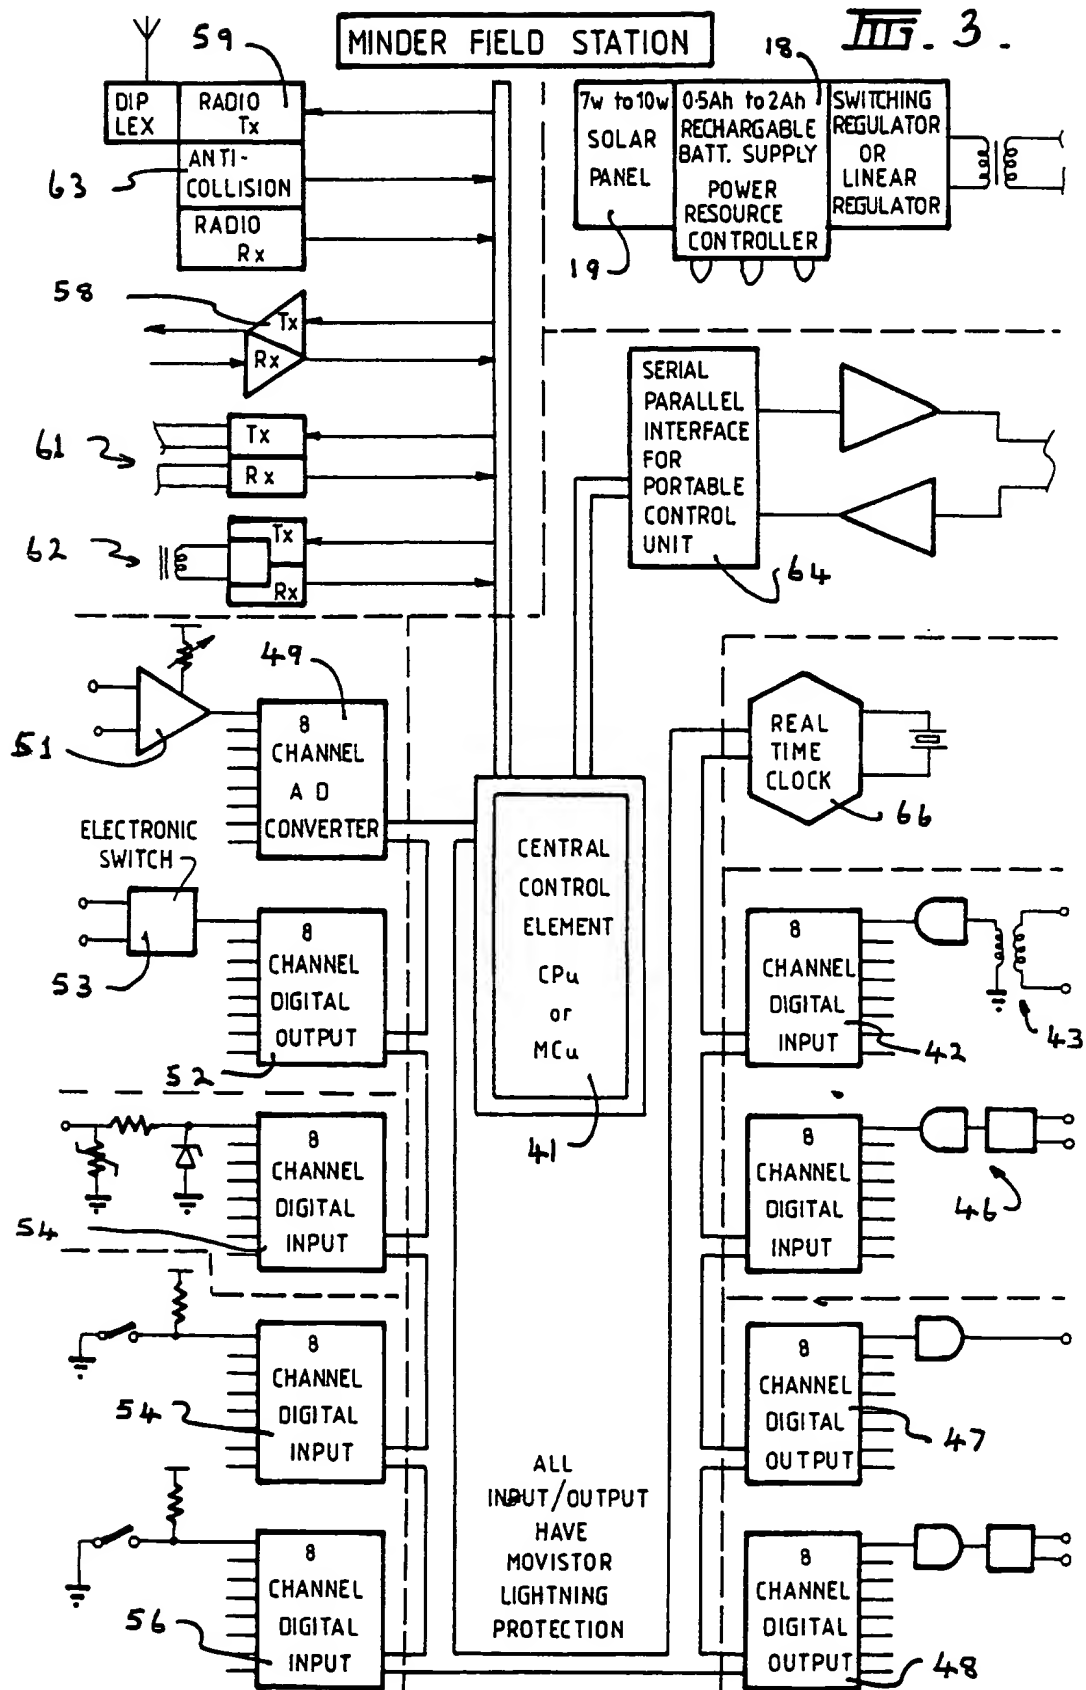 MINDER FIELD STATION
FIG. 3.
59
18
DIP
LEX
RADIO
Tx
ANTI-
COLLISION
RADIO
Rx
63
7w to 10w
SOLAR
PANEL
0·5Ah to 2Ah
RECHARGABLE
BATT. SUPPLY
POWER
RESOURCE
CONTROLLER
SWITCHING
REGULATOR
OR
LINEAR
REGULATOR
19
58
Tx
Rx
61
Tx
Rx
62
Tx
Rx
SERIAL
PARALLEL
INTERFACE
FOR
PORTABLE
CONTROL
UNIT
64
49
51
8
CHANNEL
A D
CONVERTER
REAL
TIME
CLOCK
66
ELECTRONIC
SWITCH
53
8
CHANNEL
DIGITAL
OUTPUT
52
CENTRAL
CONTROL
ELEMENT
CPu
or
MCu
41
8
CHANNEL
DIGITAL
INPUT
42
43
54
8
CHANNEL
DIGITAL
INPUT
8
CHANNEL
DIGITAL
INPUT
46
54
8
CHANNEL
DIGITAL
INPUT
8
CHANNEL
DIGITAL
OUTPUT
47
ALL
INPUT/OUTPUT
HAVE
MOVISTOR
LIGHTNING
PROTECTION
56
8
CHANNEL
DIGITAL
INPUT
8
CHANNEL
DIGITAL
OUTPUT
48